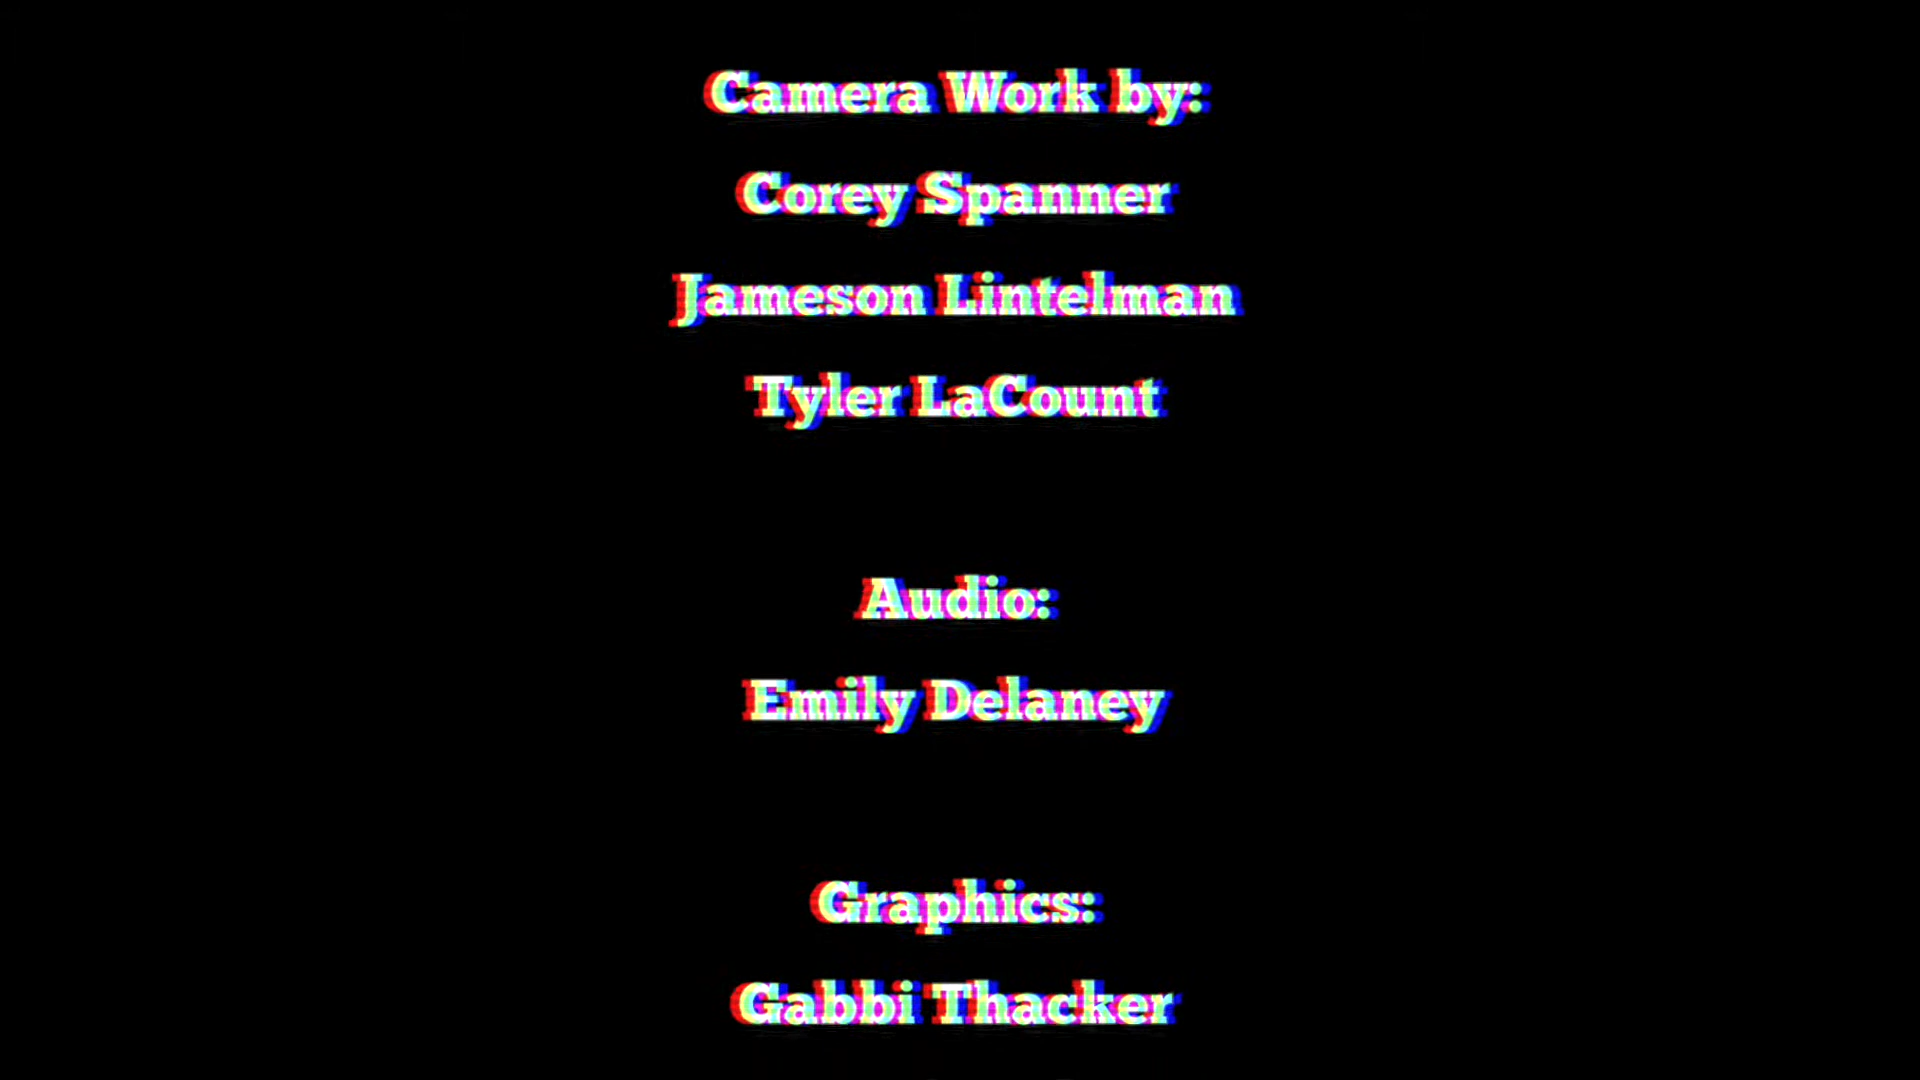 Camera Work by:
Corey Spanner
Jameson Lintelman
Tyler LaCount
Audio:
Emily Delaney
Graphics:
Gabbi Thacker